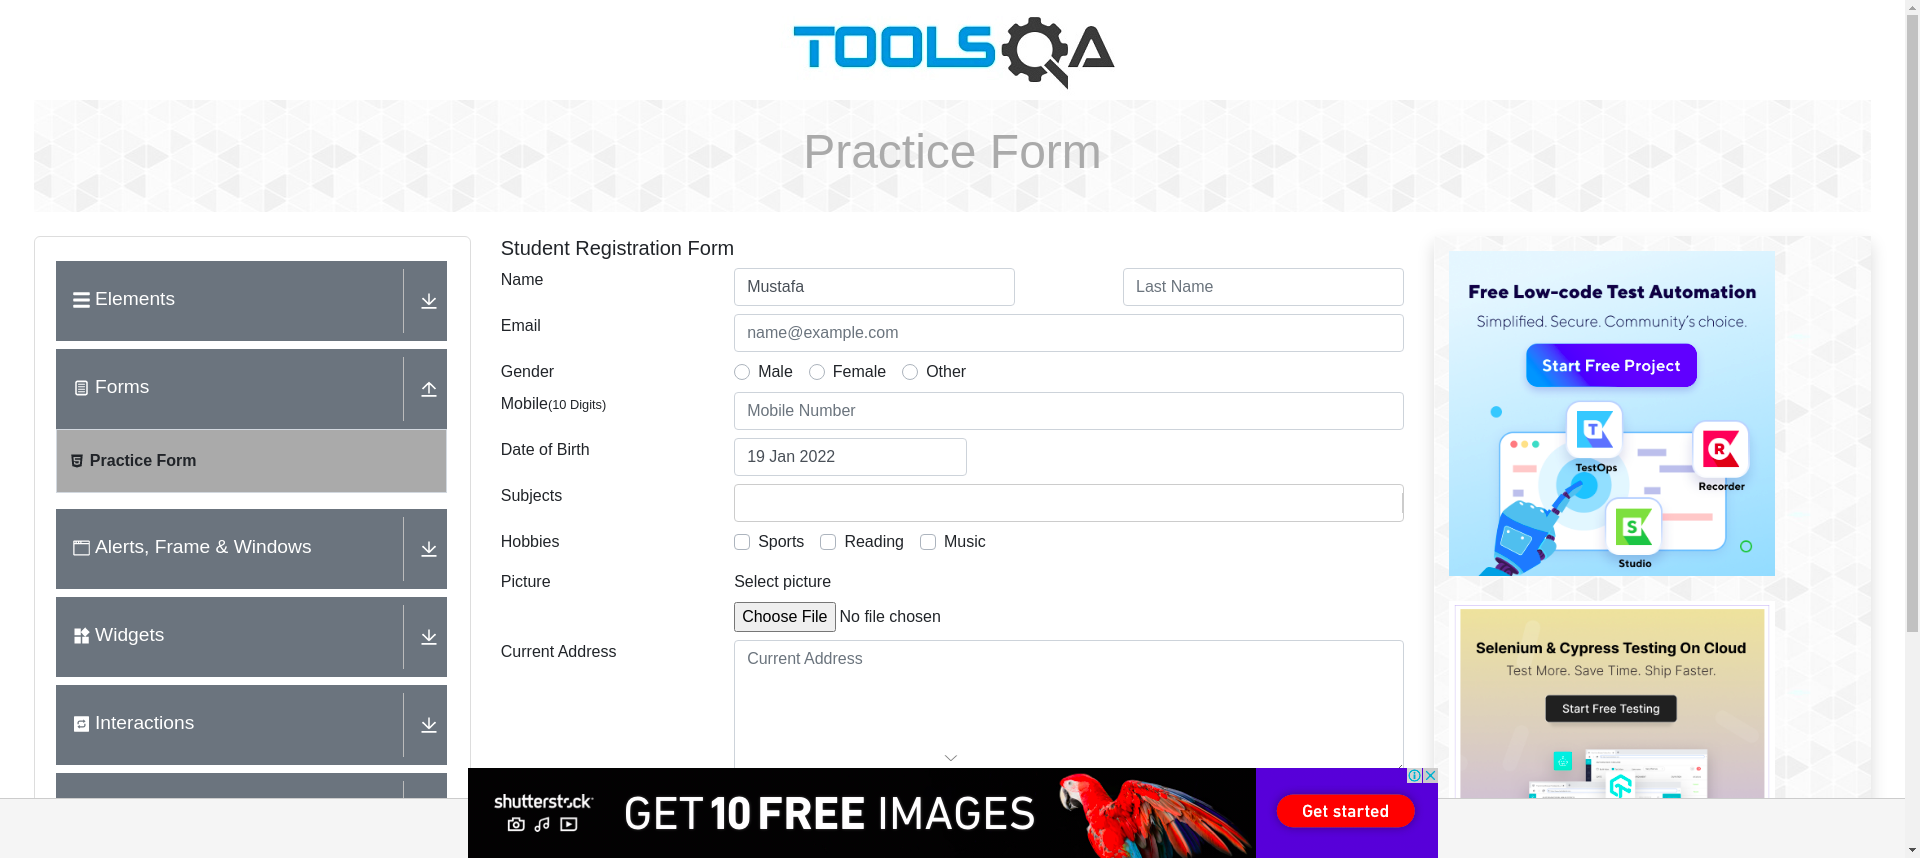 TOOLSQA
Practice Form
Elements
Forms
Practice Form
Alerts, Frame & Windows
Widgets
Interactions
Student Registration Form
Name
Mustafa
Last Name
Email
name@example.com
Gender
Male
Female
Other
Mobile(10 Digits)
Mobile Number
Date of Birth
19 Jan 2022
Subjects
Hobbies
Sports
Reading
Music
Picture
Select picture
Choose File
No file chosen
Current Address
Current Address
Free Low-code Test Automation
Simplified. Secure. Community's choice.
Start Free Project
T
TestOps
R
Recorder
S
Studio
Selenium & Cypress Testing On Cloud
Test More. Save Time. Ship Faster.
Start Free Testing
shutterstock
GET 10 FREE IMAGES
Get started